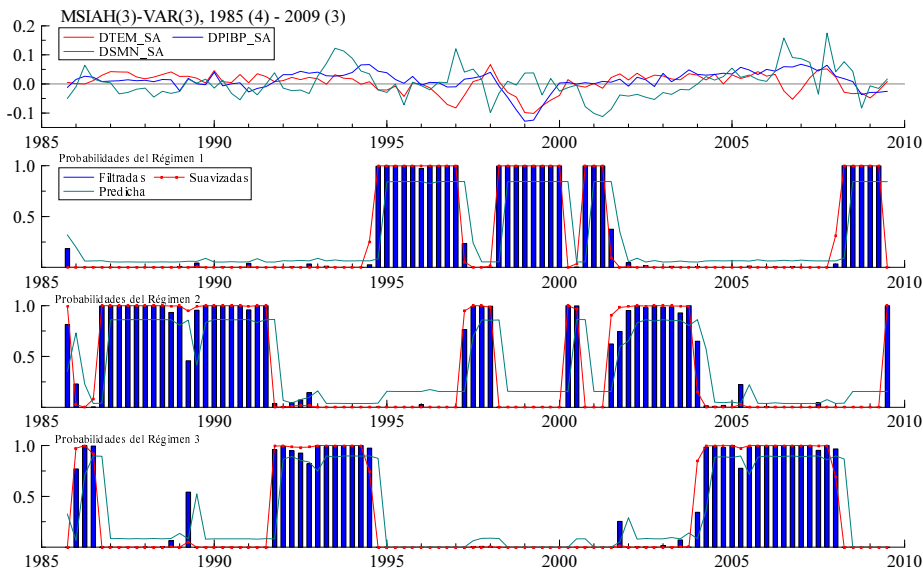 MSIAH(3)-VAR(3), 1985 (4) - 2009 (3)
DTEM_SA DPIBP_SA
DSMN_SA
0.2
0.1
0.0
-0.1
1985 1990 1995 2000 2005 2010
Probabilidades del Régimen 1
Filtradas Suavizadas
Predicha
1.0
0.5
1985 1990 1995 2000 2005 2010
Probabilidades del Régimen 2
1.0
0.5
1985 1990 1995 2000 2005 2010
Probabilidades del Régimen 3
1.0
0.5
1985 1990 1995 2000 2005 2010